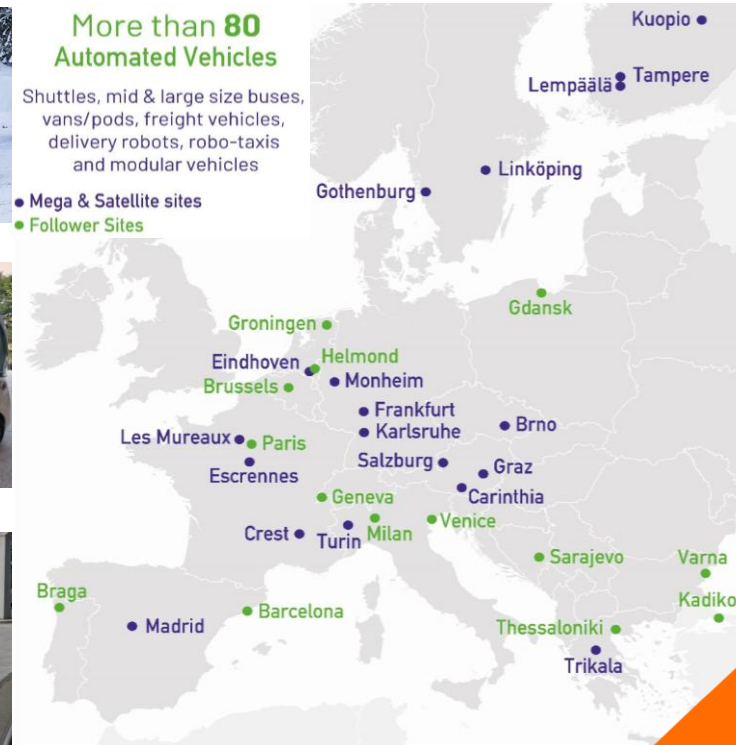 More than 80
Automated Vehicles
Shuttles, mid & large size buses,
vans/pods, freight vehicles,
delivery robots, robo-taxis
and modular vehicles
Mega & Satellite sites
Follower Sites
Kuopio
Tampere
Lempäälä
Linköping
Gothenburg
Gdansk
Groningen
Eindhoven
Helmond
Brussels
Monheim
Frankfurt
Karlsruhe
Brno
Les Mureaux
Paris
Escrennes
Salzburg
Graz
Carinthia
Geneva
Crest
Turin
Milan
Venice
Sarajevo
Varna
Braga
Madrid
Barcelona
Kadiko
Thessaloniki
Trikala